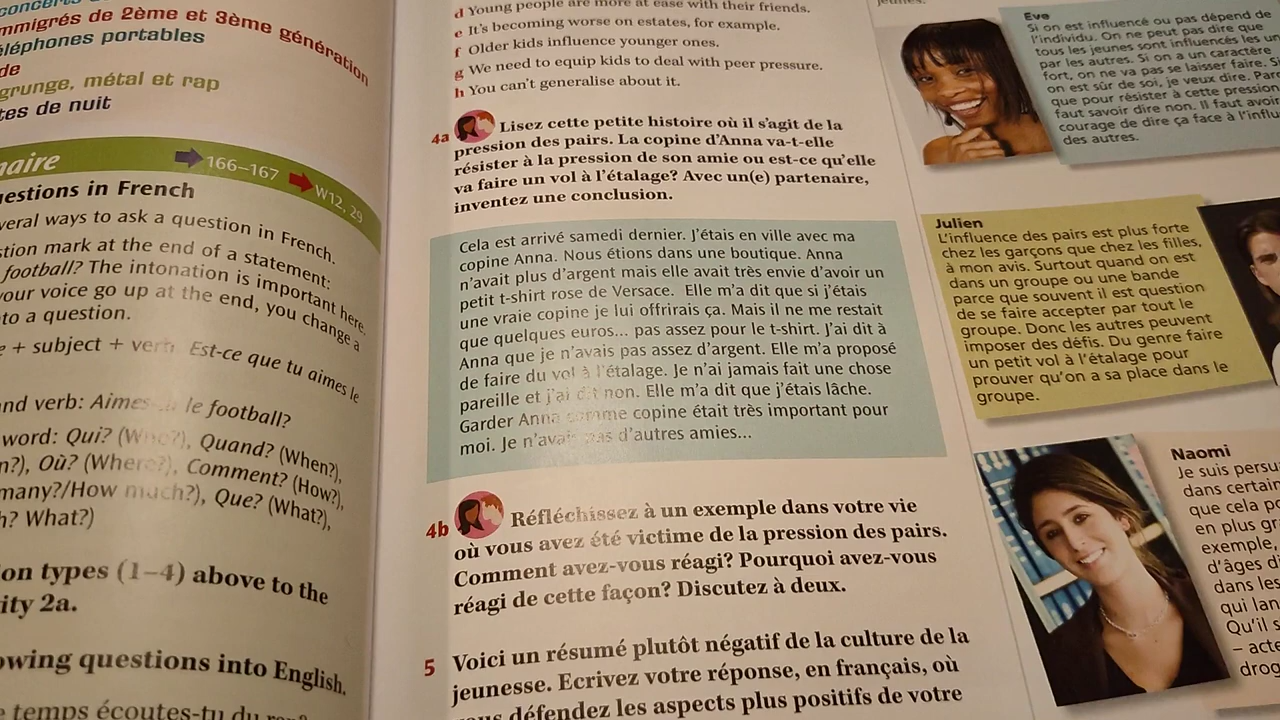 concerts
immigrés de 2ème et 3ème génération
téléphones portables
de
grunge, métal et rap
tes de nuit
naire 166–167 W12, 29
uestions in French
everal ways to ask a question in French.
stion mark at the end of a statement:
football? The intonation is important here.
your voice go up at the end, you change a
to a question.
e + subject + verb Est-ce que tu aimes le
and verb: Aimes le football?
word: Qui? (Who?), Quand? (When?),
n?), Où? (Where?), Comment? (How?),
many?/How much?), Que? (What?),
h? What?)
on types (1–4) above to the
ity 2a.
owing questions into English.
e temps écoutes-tu du
d Young people are more at ease with their friends.
e It's becoming worse on estates, for example.
f Older kids influence younger ones.
g We need to equip kids to deal with peer pressure.
h You can't generalise about it.
4a Lisez cette petite histoire où il s'agit de la
pression des pairs. La copine d'Anna va-t-elle
résister à la pression de son amie ou est-ce qu'elle
va faire un vol à l'étalage? Avec un(e) partenaire,
inventez une conclusion.
Cela est arrivé samedi dernier. J'étais en ville avec ma
copine Anna. Nous étions dans une boutique. Anna
n'avait plus d'argent mais elle avait très envie d'avoir un
petit t-shirt rose de Versace. Elle m'a dit que si j'étais
une vraie copine je lui offrirais ça. Mais il ne me restait
que quelques euros... pas assez pour le t-shirt. J'ai dit à
Anna que je n'avais pas assez d'argent. Elle m'a proposé
de faire du vol à l'étalage. Je n'ai jamais fait une chose
pareille et j'ai dit non. Elle m'a dit que j'étais lâche.
Garder Anna comme copine était très important pour
moi. Je n'avais pas d'autres amies...
4b Réfléchissez à un exemple dans votre vie
où vous avez été victime de la pression des pairs.
Comment avez-vous réagi? Pourquoi avez-vous
réagi de cette façon? Discutez à deux.
5 Voici un résumé plutôt négatif de la culture de la
jeunesse. Ecrivez votre réponse, en français, où
vous défendez les aspects plus positifs de votre
jeunes.
Eve
Si on est influencé ou pas dépend de
l'individu. On ne peut pas dire que
tous les jeunes sont influencés les un
par les autres. Si on a un caractère
fort, on ne va pas se laisser faire. Si
on est sûr de soi, je veux dire. Parc
que pour résister à cette pression
faut savoir dire non. Il faut avoir
courage de dire ça face à l'influ
des autres.
Julien
L'influence des pairs est plus forte
chez les garçons que chez les filles,
à mon avis. Surtout quand on est
dans un groupe ou une bande
parce que souvent il est question
de se faire accepter par tout le
groupe. Donc les autres peuvent
imposer des défis. Du genre faire
un petit vol à l'étalage pour
prouver qu'on a sa place dans le
groupe.
Naomi
Je suis persu
dans certain
que cela po
en plus gr
exemple,
d'âges d
dans les
qui lan
Qu'il s
– acte
drog